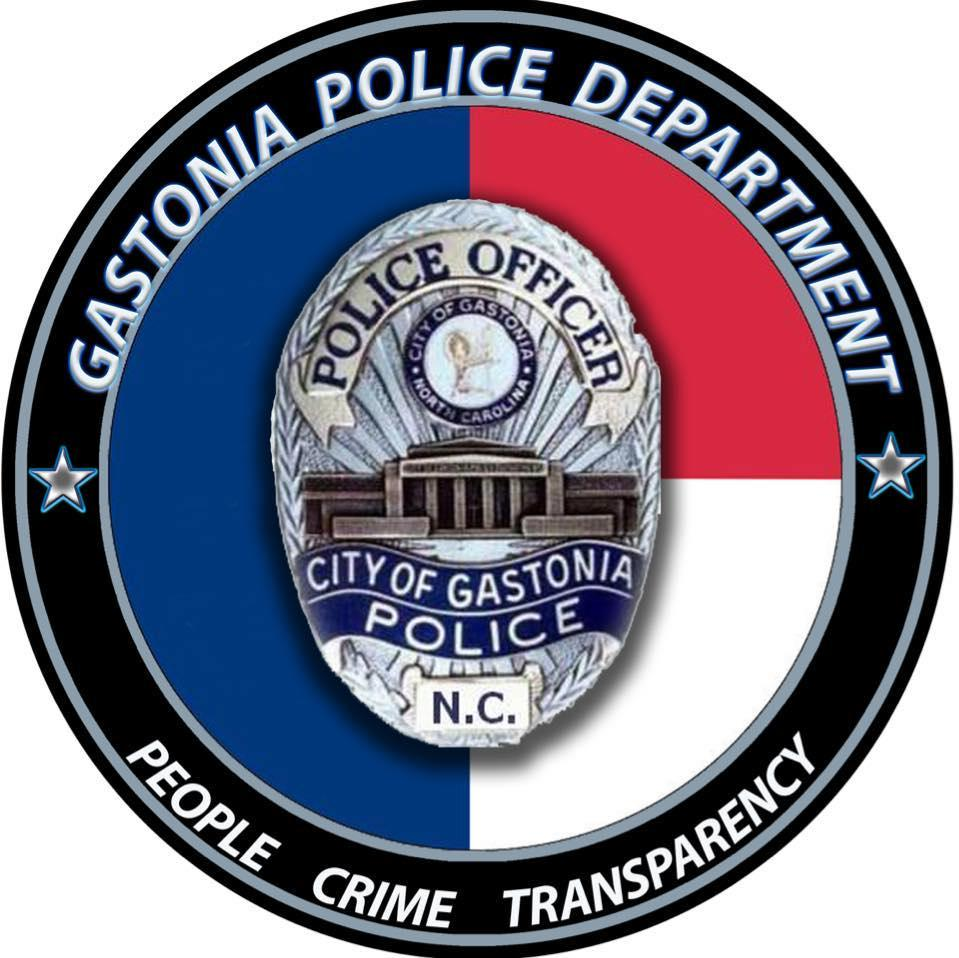 GASTONIA POLICE DEPARTMENT
POLICE OFFICER
CITY OF GASTONIA
NORTH CAROLINA
CITY OF GASTONIA
POLICE
N.C.
PEOPLE CRIME TRANSPARENCY